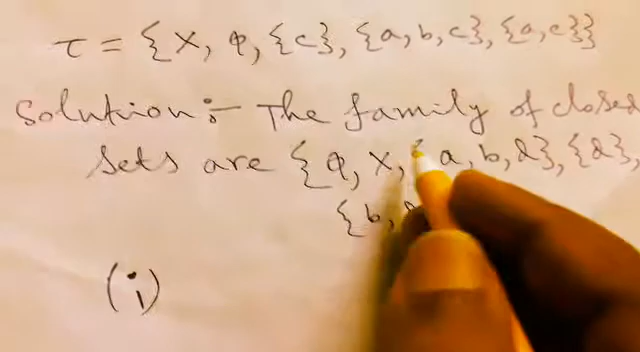 τ = {X, φ, {c}, {a, b, c}, {a, c}}
Solution:- The family of closed
sets are {φ, X, {a, b, d}, {d},
{b,
(i)